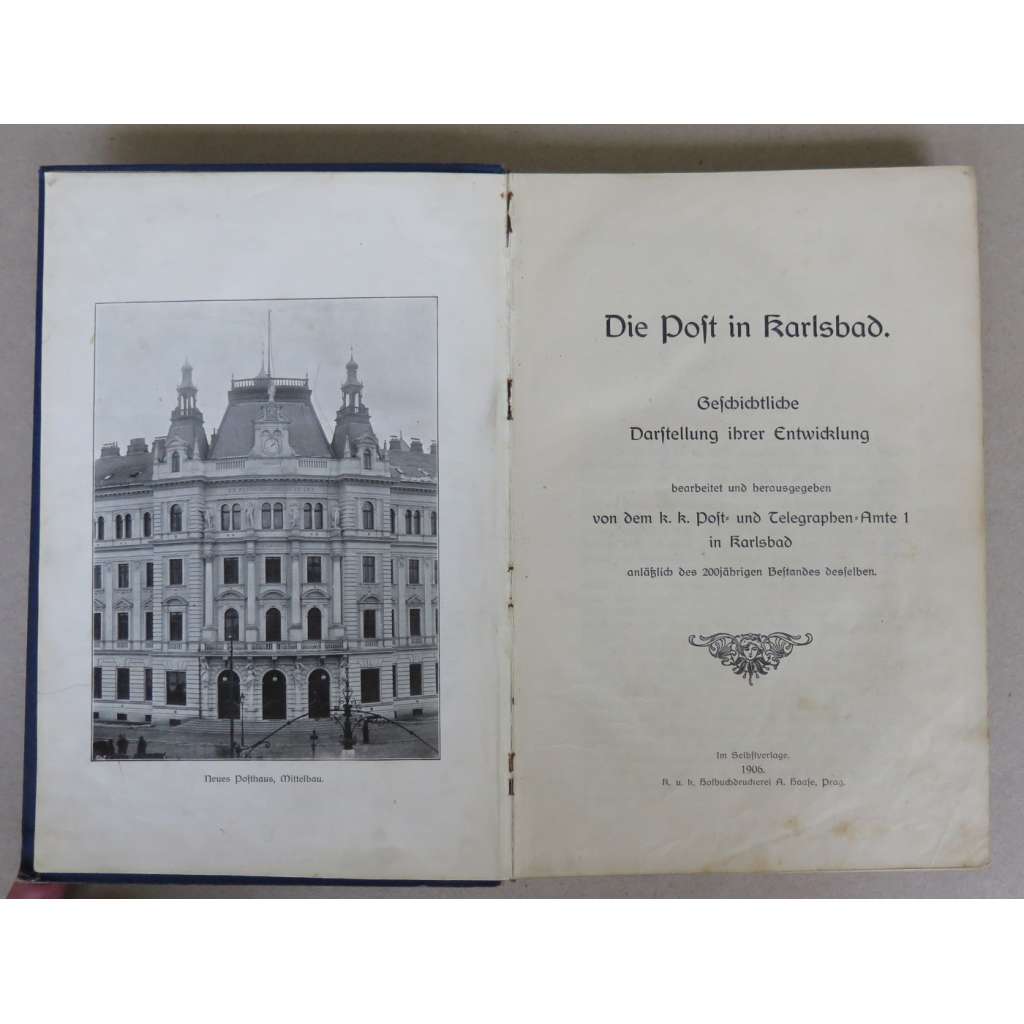 Neues Posthaus, Mittelbau.
Die Poſt in Karlsbad.
Geſchichtliche
Darſtellung ihrer Entwicklung
bearbeitet und herausgegeben
von dem k. k. Poſt- und Telegraphen-Amte 1
in Karlsbad
anläßlich des 200jährigen Beſtandes desſelben.
Im Selbſtverlage.
1906.
K. u. k. Hofbuchdruckerei A. Haaſe, Prag.